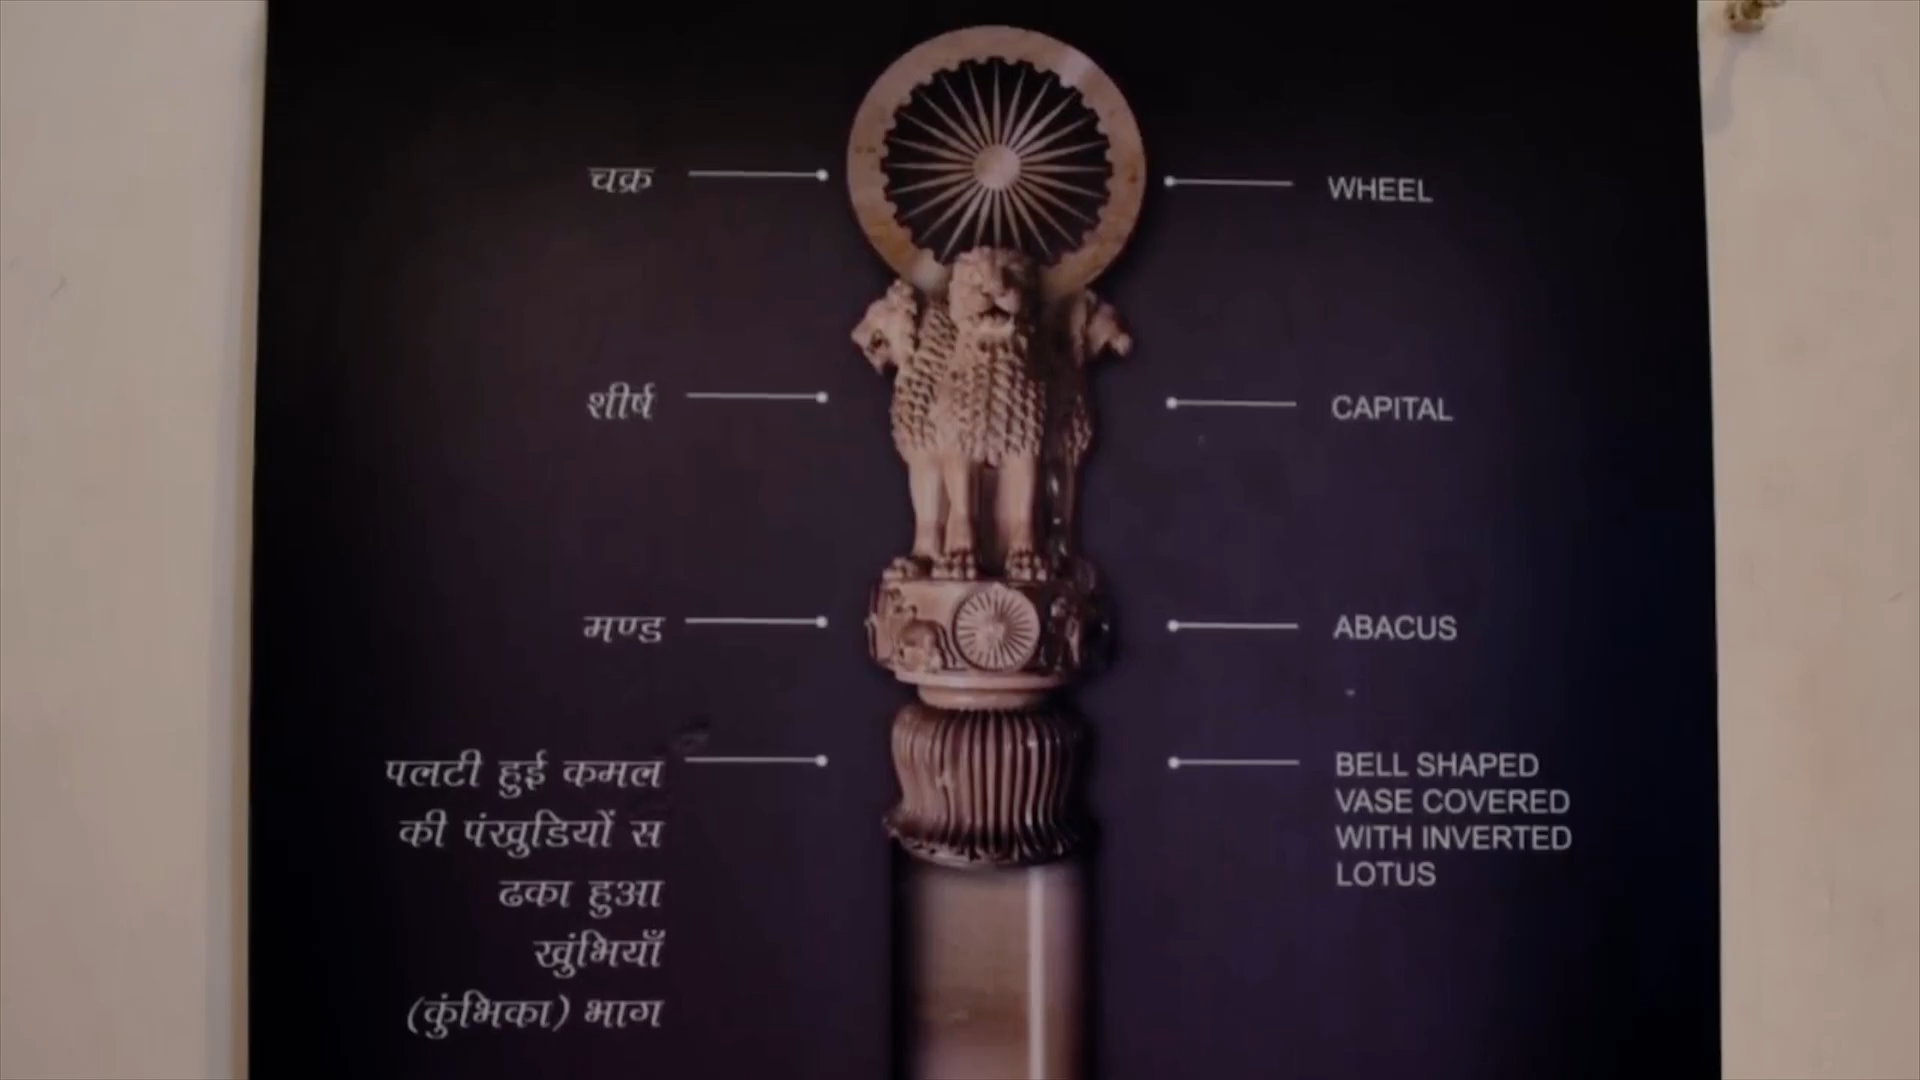 चक्र
WHEEL
शीर्ष
CAPITAL
मण्ड
ABACUS
पलटी हुई कमल
की पंखुडियों स
ढका हुआ
खुंभियाँ
(कुंभिका) भाग
BELL SHAPED
VASE COVERED
WITH INVERTED
LOTUS